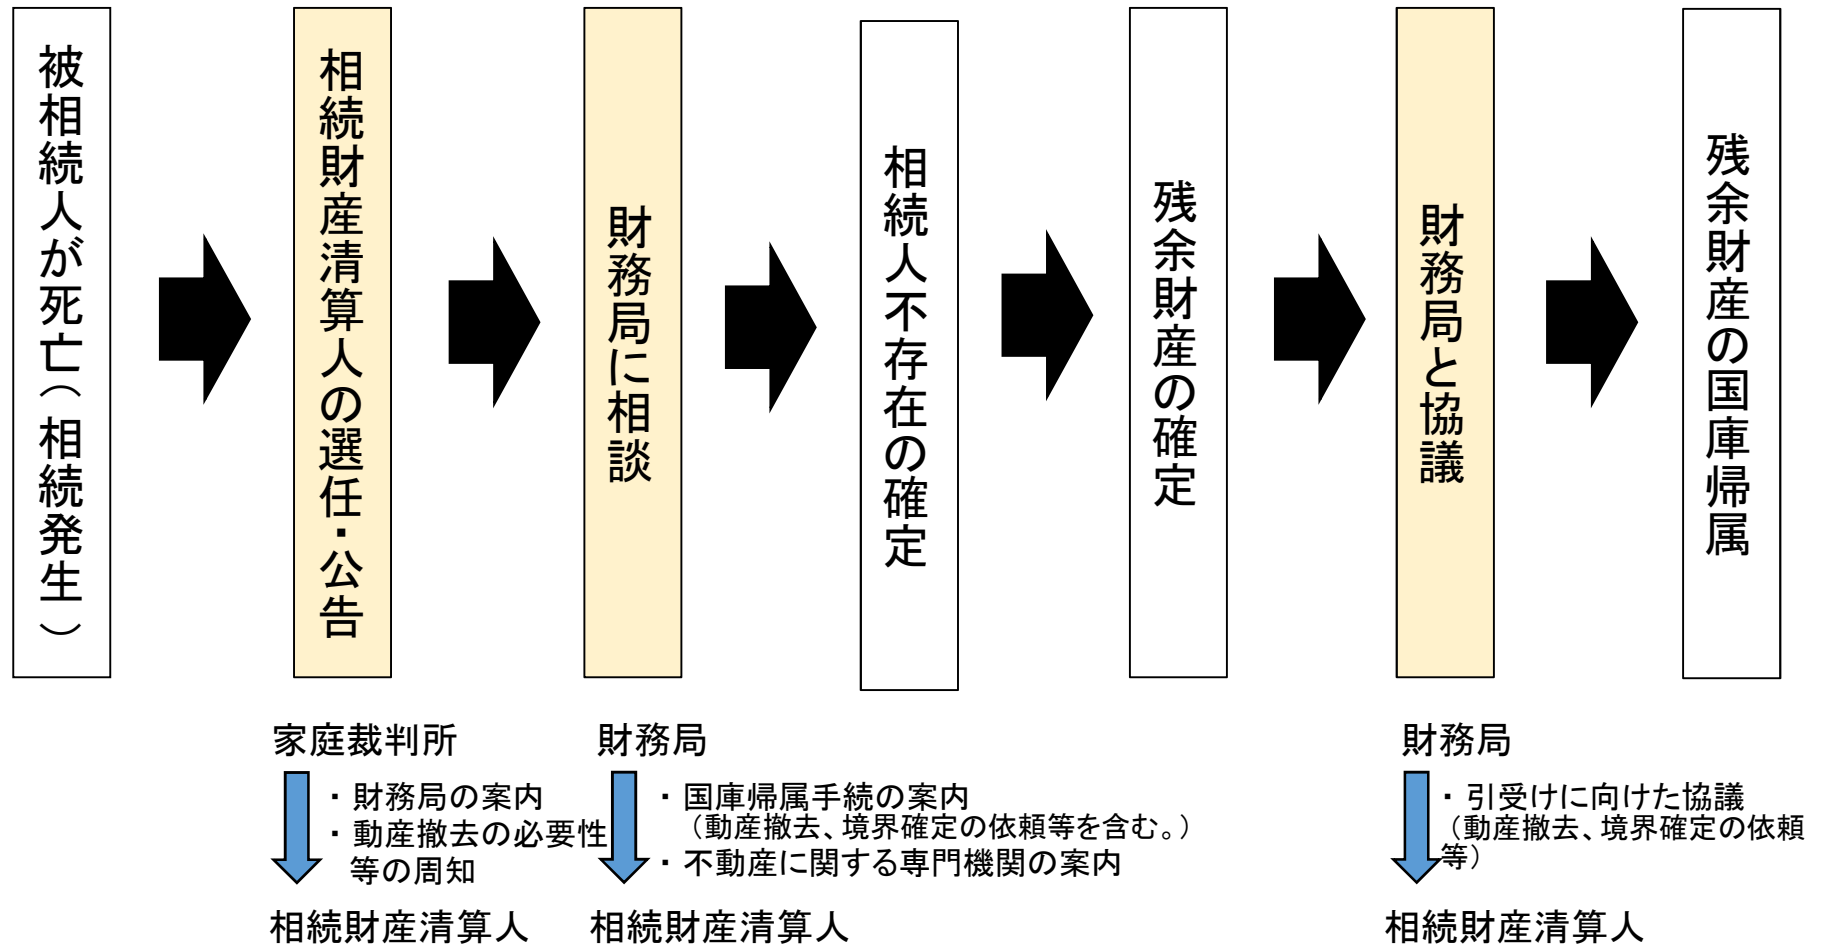 被相続人が死亡（相続発生）
相続財産清算人の選任・公告
財務局に相談
相続人不存在の確定
残余財産の確定
財務局と協議
残余財産の国庫帰属
家庭裁判所
・財務局の案内
・動産撤去の必要性
等の周知
相続財産清算人
財務局
・国庫帰属手続の案内
（動産撤去、境界確定の依頼等を含む。）
・不動産に関する専門機関の案内
相続財産清算人
財務局
・引受けに向けた協議
（動産撤去、境界確定の依頼
等）
相続財産清算人